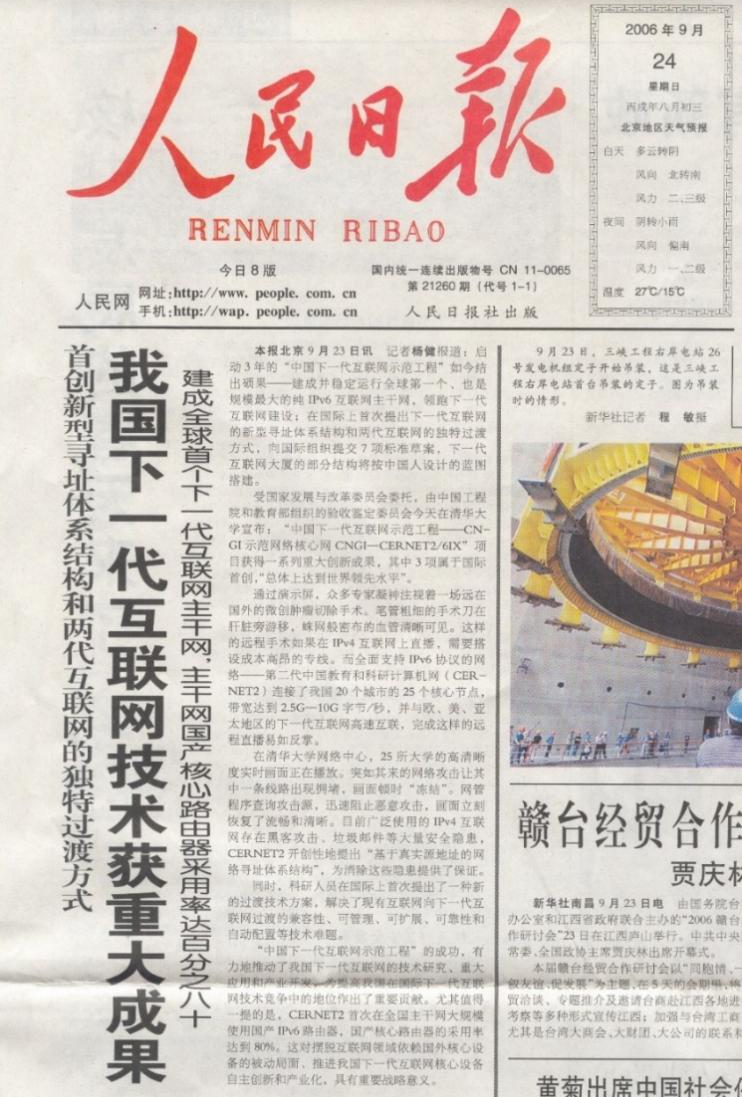 人民日报
RENMIN RIBAO
今日8版
国内统一连续出版物号 CN 11-0065
第21260期(代号1-1)
人民网
网址:http://www.people.com.cn
手机:http://wap.people.com.cn
人民日报社出版
2006年9月
24
星期日
丙戌年八月初三
北京地区天气预报
白天 多云转阴
风向 北转南
风力 二、三级
夜间 阴转小雨
风向 偏南
风力 一、二级
温度 27℃/15℃
首创新型寻址体系结构和两代互联网的独特过渡方式
我国下一代互联网技术获重大成果
建成全球首个下一代互联网主干网,主干网国产核心路由器采用率达百分之八十
本报北京9月23日讯 记者杨健报道:启
动3年的“中国下一代互联网示范工程”如今结
出硕果——建成并稳定运行全球第一个、也是
规模最大的纯IPv6互联网主干网,领跑下一代
互联网建设;在国际上首次提出下一代互联网
的新型寻址体系结构和两代互联网的独特过渡
方式,向国际组织提交7项标准草案,下一代
互联网大厦的部分结构将按中国人设计的蓝图
搭建。
受国家发展与改革委员会委托,由中国工程
院和教育部组织的验收鉴定委员会今天在清华大
学宣布:“中国下一代互联网示范工程——CN-
GI示范网络核心网CNGI—CERNET2/6IX”项
目获得一系列重大创新成果,其中3项属于国际
首创,“总体上达到世界领先水平”。
通过演示屏,众多专家凝神注视着一场远在
国外的微创肿瘤切除手术。笔管粗细的手术刀在
肝脏旁游移,蛛网般密布的血管清晰可见。这样
的远程手术如果在IPv4互联网上直播,需要搭
设成本高昂的专线。而全面支持IPv6协议的网
络——第二代中国教育和科研计算机网(CER-
NET2)连接了我国20个城市的25个核心节点,
带宽达到2.5G—10G字节/秒,并与欧、美、亚
太地区的下一代互联网高速互联,完成这样的远
程直播易如反掌。
在清华大学网络中心,25所大学的高清晰
度实时画面正在播放。突如其来的网络攻击让其
中一条线路出现拥堵,画面顿时“冻结”。网管
程序查询攻击源,迅速阻止恶意攻击,画面立刻
恢复了流畅和清晰。目前广泛使用的IPv4互联
网存在黑客攻击、垃圾邮件等大量安全隐患,
CERNET2开创性地提出“基于真实源地址的网
络寻址体系结构”,为消除这些隐患提供了保证。
同时,科研人员在国际上首次提出了一种新
的过渡技术方案,解决了现有互联网向下一代互
联网过渡的兼容性、可管理、可扩展、可靠性和
自动配置等技术难题。
“中国下一代互联网示范工程”的成功,有
力地推动了我国下一代互联网的技术研究、重大
应用和产业开发,为提高我国在国际下一代互联
网技术竞争中的地位作出了重要贡献。尤其值得
一提的是,CERNET2首次在全国主干网大规模
使用国产IPv6路由器,国产核心路由器的采用率
达到80%。这对摆脱互联网领域依赖国外核心设
备的被动局面、推进我国下一代互联网核心设备
自主创新和产业化,具有重要战略意义。
9月23日,三峡工程右岸电站26
号发电机组定子开始吊装,这是三峡工
程右岸电站首台吊装的定子。图为吊装
时的情形。
新华社记者 程 敏摄
赣台经贸合作
贾庆林
新华社南昌9月23日电 由国务院台
办公室和江西省政府联合主办的“2006赣台
作研讨会”23日在江西庐山举行。中共中央
常委、全国政协主席贾庆林出席开幕式。
本届赣台经贸合作研讨会以“同胞情、一
叙友谊、促发展”为主题,在5天的会期里,将
贸洽谈、专题推介及邀请台商赴江西各地进
考察等多种形式宣传江西;加强与台湾工商
尤其是台湾大商会、大财团、大公司的联系和
黄菊出席中国社会保